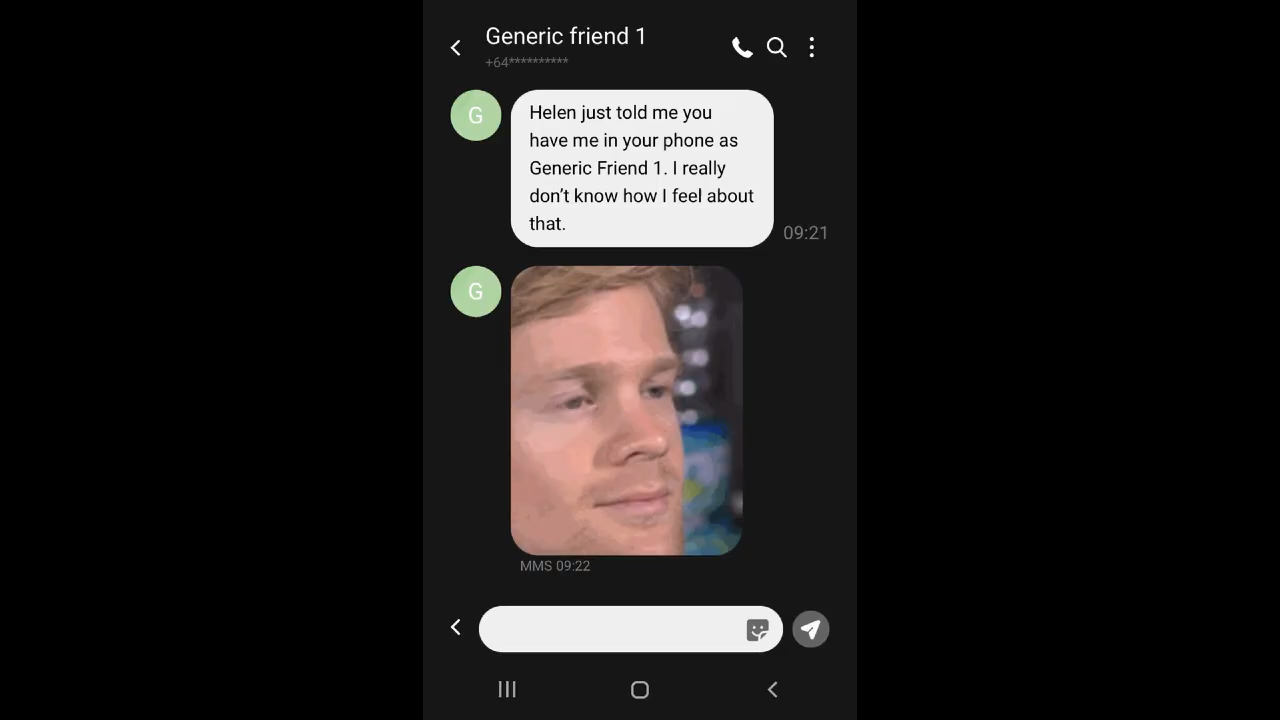 Generic friend 1
+64**********
G
Helen just told me you
have me in your phone as
Generic Friend 1. I really
don’t know how I feel about
that.
09:21
G
MMS 09:22